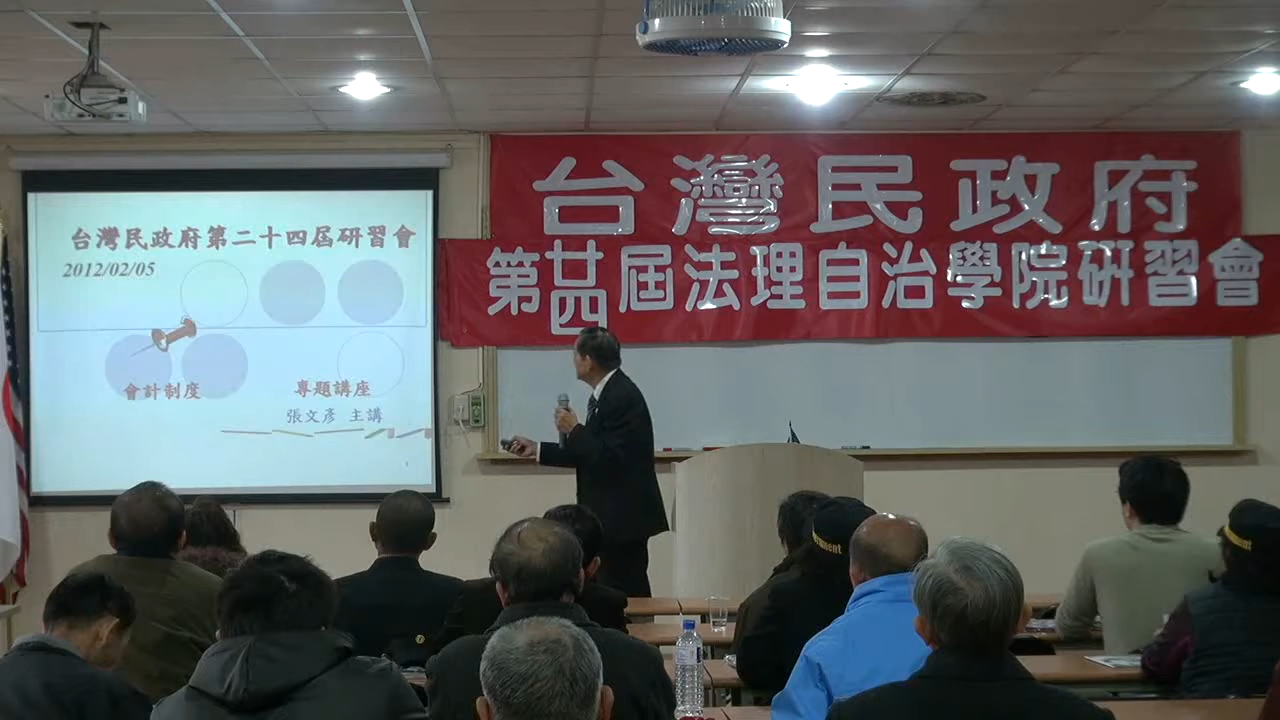 台灣民政府
第廿四屆法理自治學院研習會
台灣民政府第二十四屆研習會
2012/02/05
會計制度
專題講座
張文彥 主講